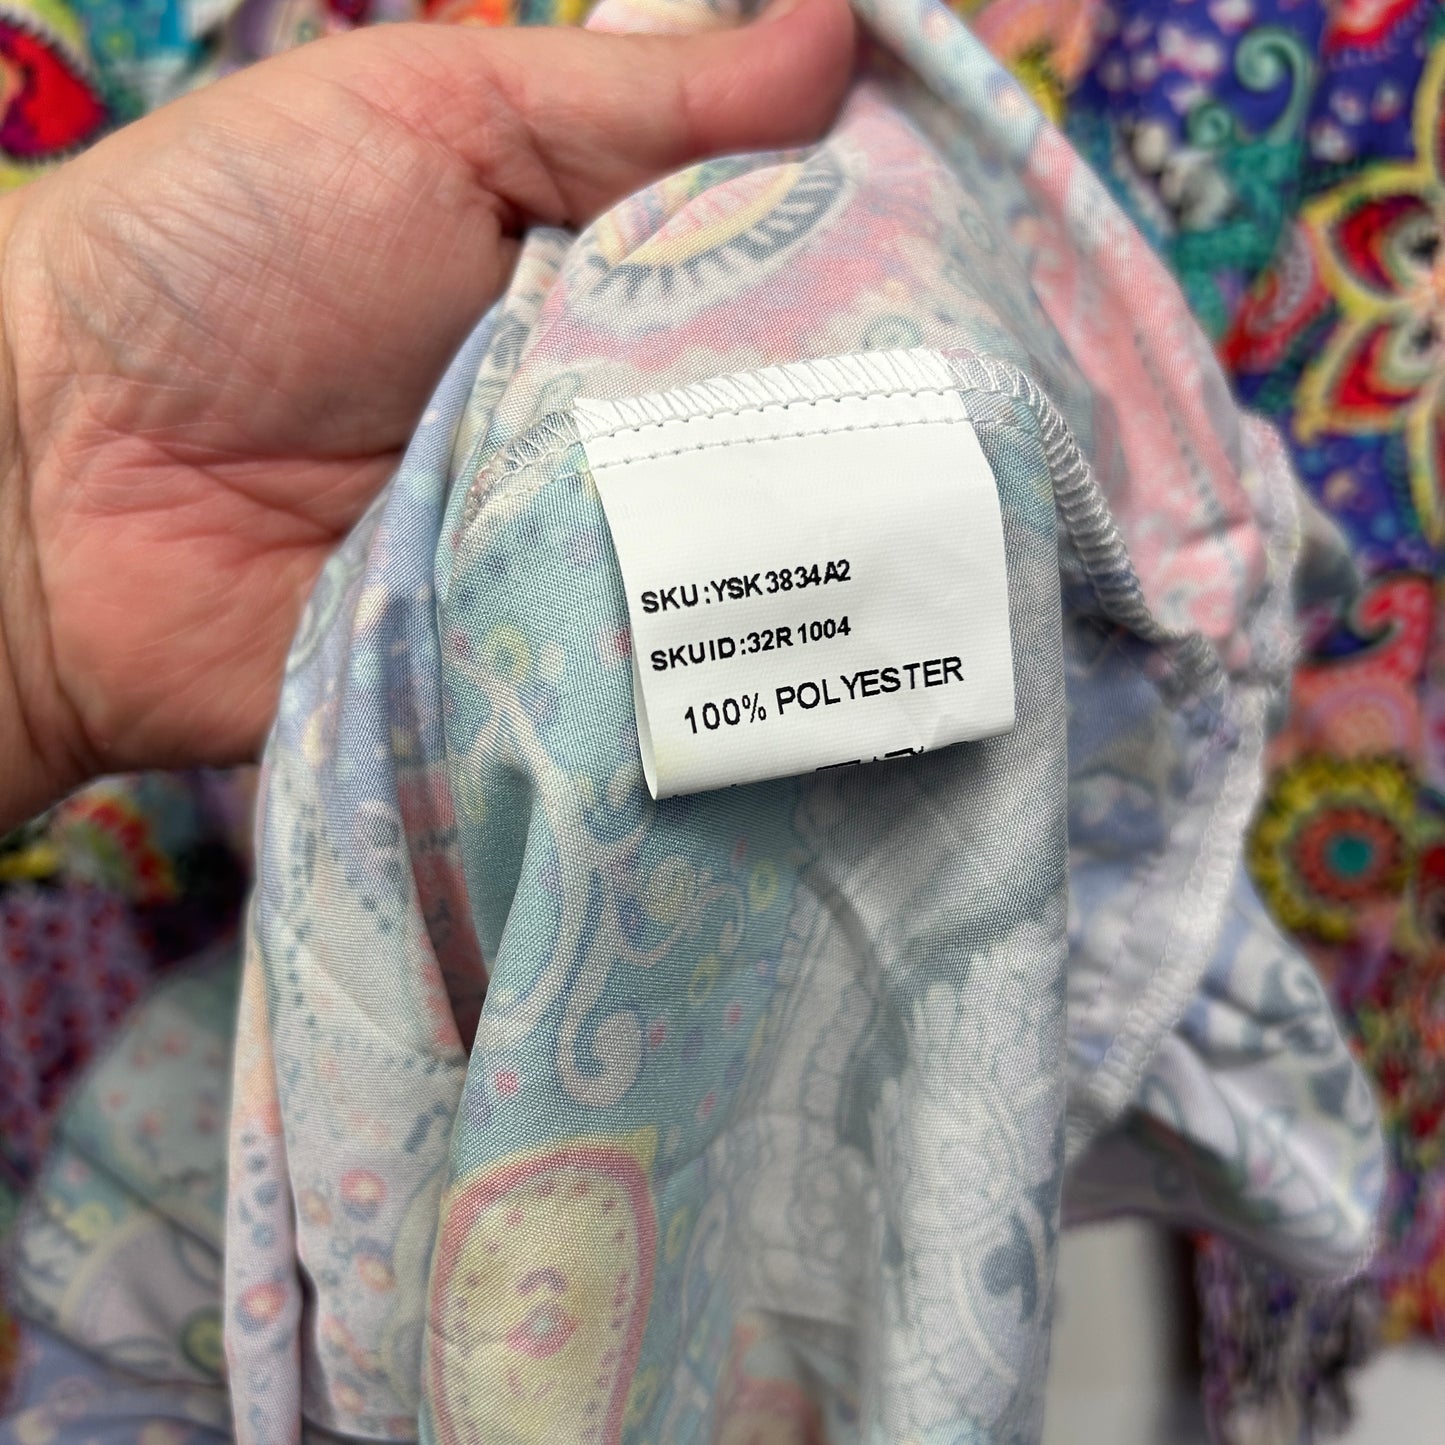 SKU:YSK3834A2
SKUID:32R1004
100% POLYESTER